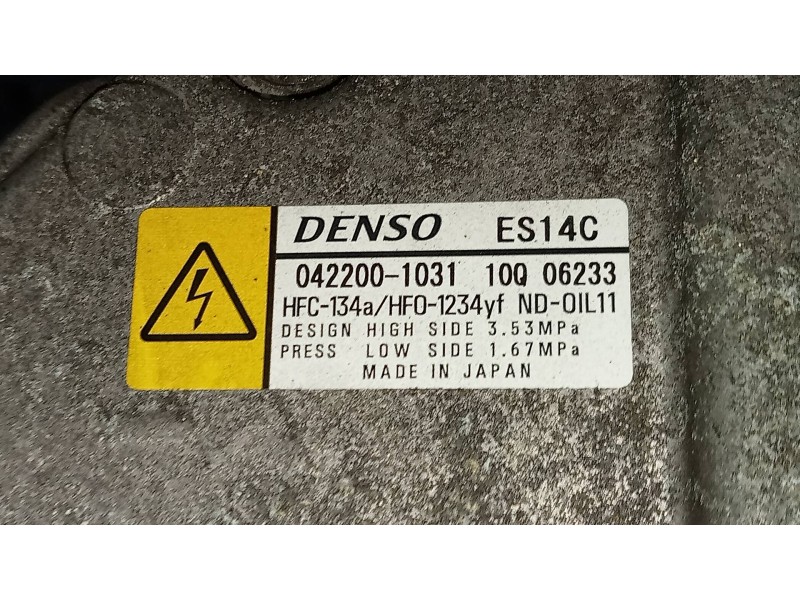 DENSO ES14C
042200-1031 10Q 06233
HFC-134a/HFO-1234yf ND-OIL11
DESIGN HIGH SIDE 3.53MPa
PRESS LOW SIDE 1.67MPa
MADE IN JAPAN